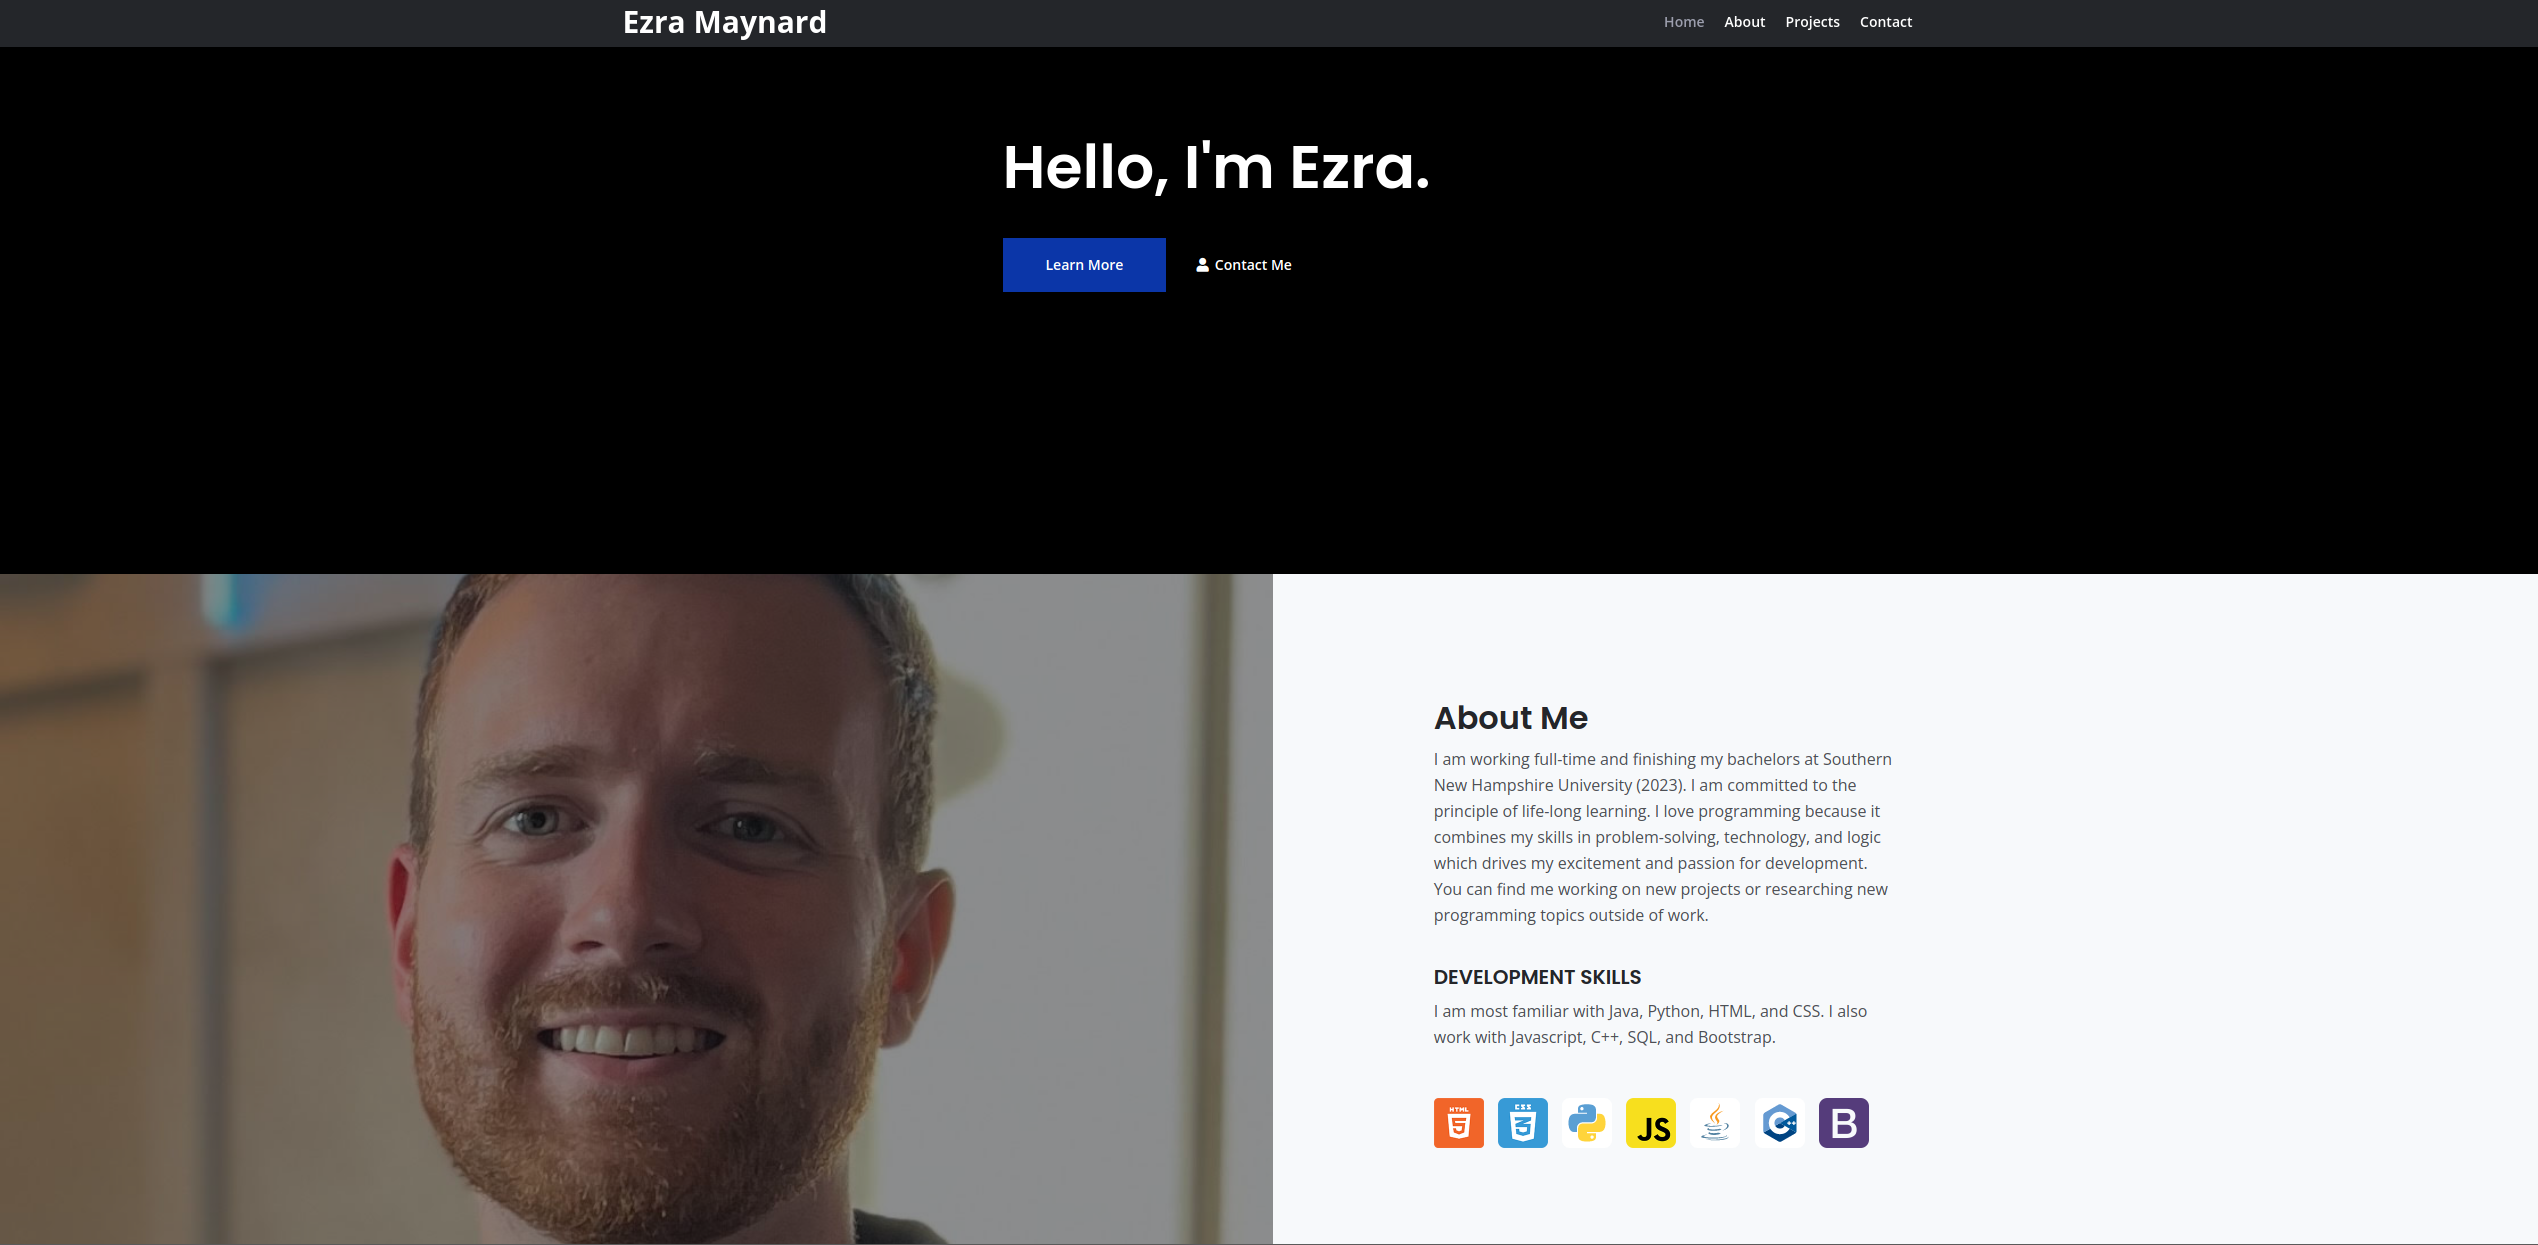 Ezra Maynard
Home About Projects Contact
Hello, I'm Ezra.
Learn More
Contact Me
About Me
I am working full-time and finishing my bachelors at Southern
New Hampshire University (2023). I am committed to the
principle of life-long learning. I love programming because it
combines my skills in problem-solving, technology, and logic
which drives my excitement and passion for development.
You can find me working on new projects or researching new
programming topics outside of work.
DEVELOPMENT SKILLS
I am most familiar with Java, Python, HTML, and CSS. I also
work with Javascript, C++, SQL, and Bootstrap.
HTML 5 CSS 3 JS C++ B